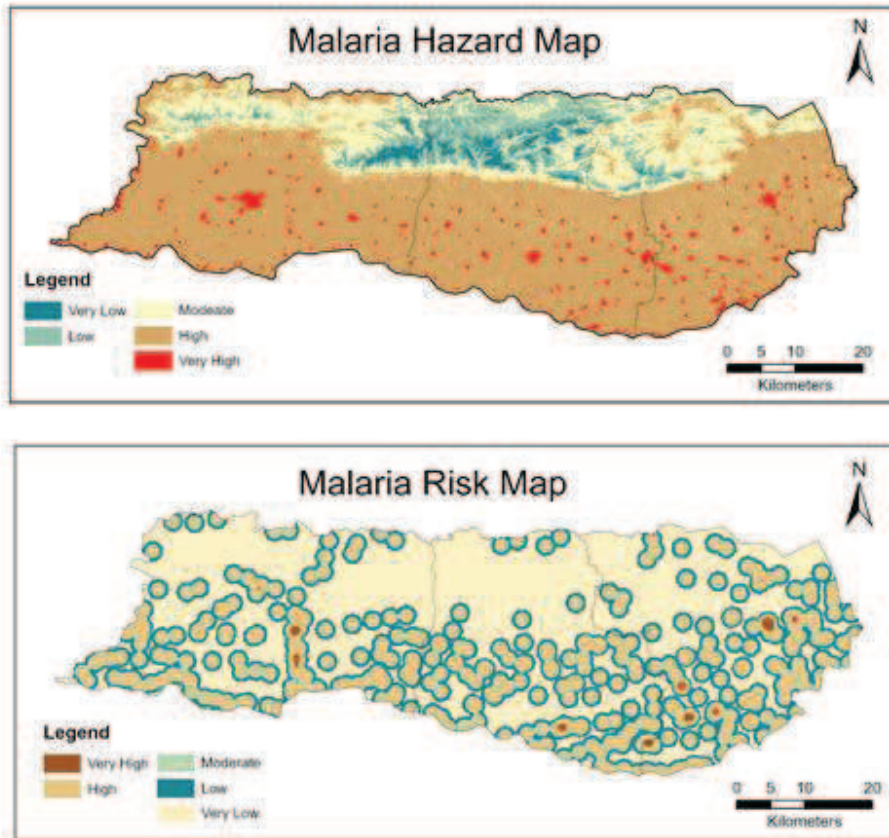 Malaria Hazard Map
N
Legend
Very Low
Modeate
Low
High
Very High
0 5 10 20
Kilometers
Malaria Risk Map
N
Legend
Very High
Moderate
High
Low
Very Low
0 5 10 20
Kilometers